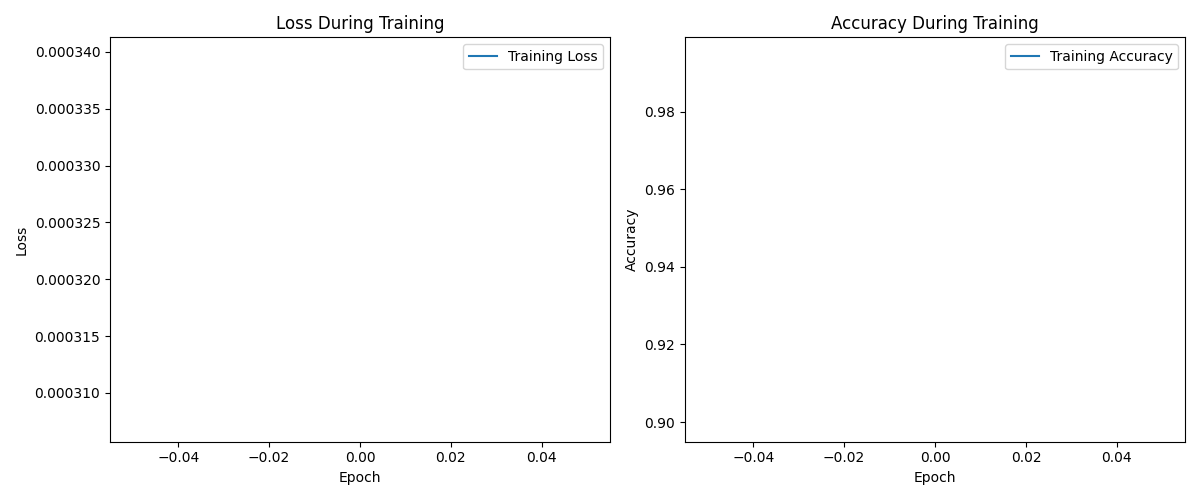 Loss During Training
Training Loss
0.000340
0.000335
0.000330
0.000325
0.000320
0.000315
0.000310
Loss
−0.04 −0.02 0.00 0.02 0.04
Epoch
Accuracy During Training
Training Accuracy
0.98
0.96
0.94
0.92
0.90
Accuracy
−0.04 −0.02 0.00 0.02 0.04
Epoch